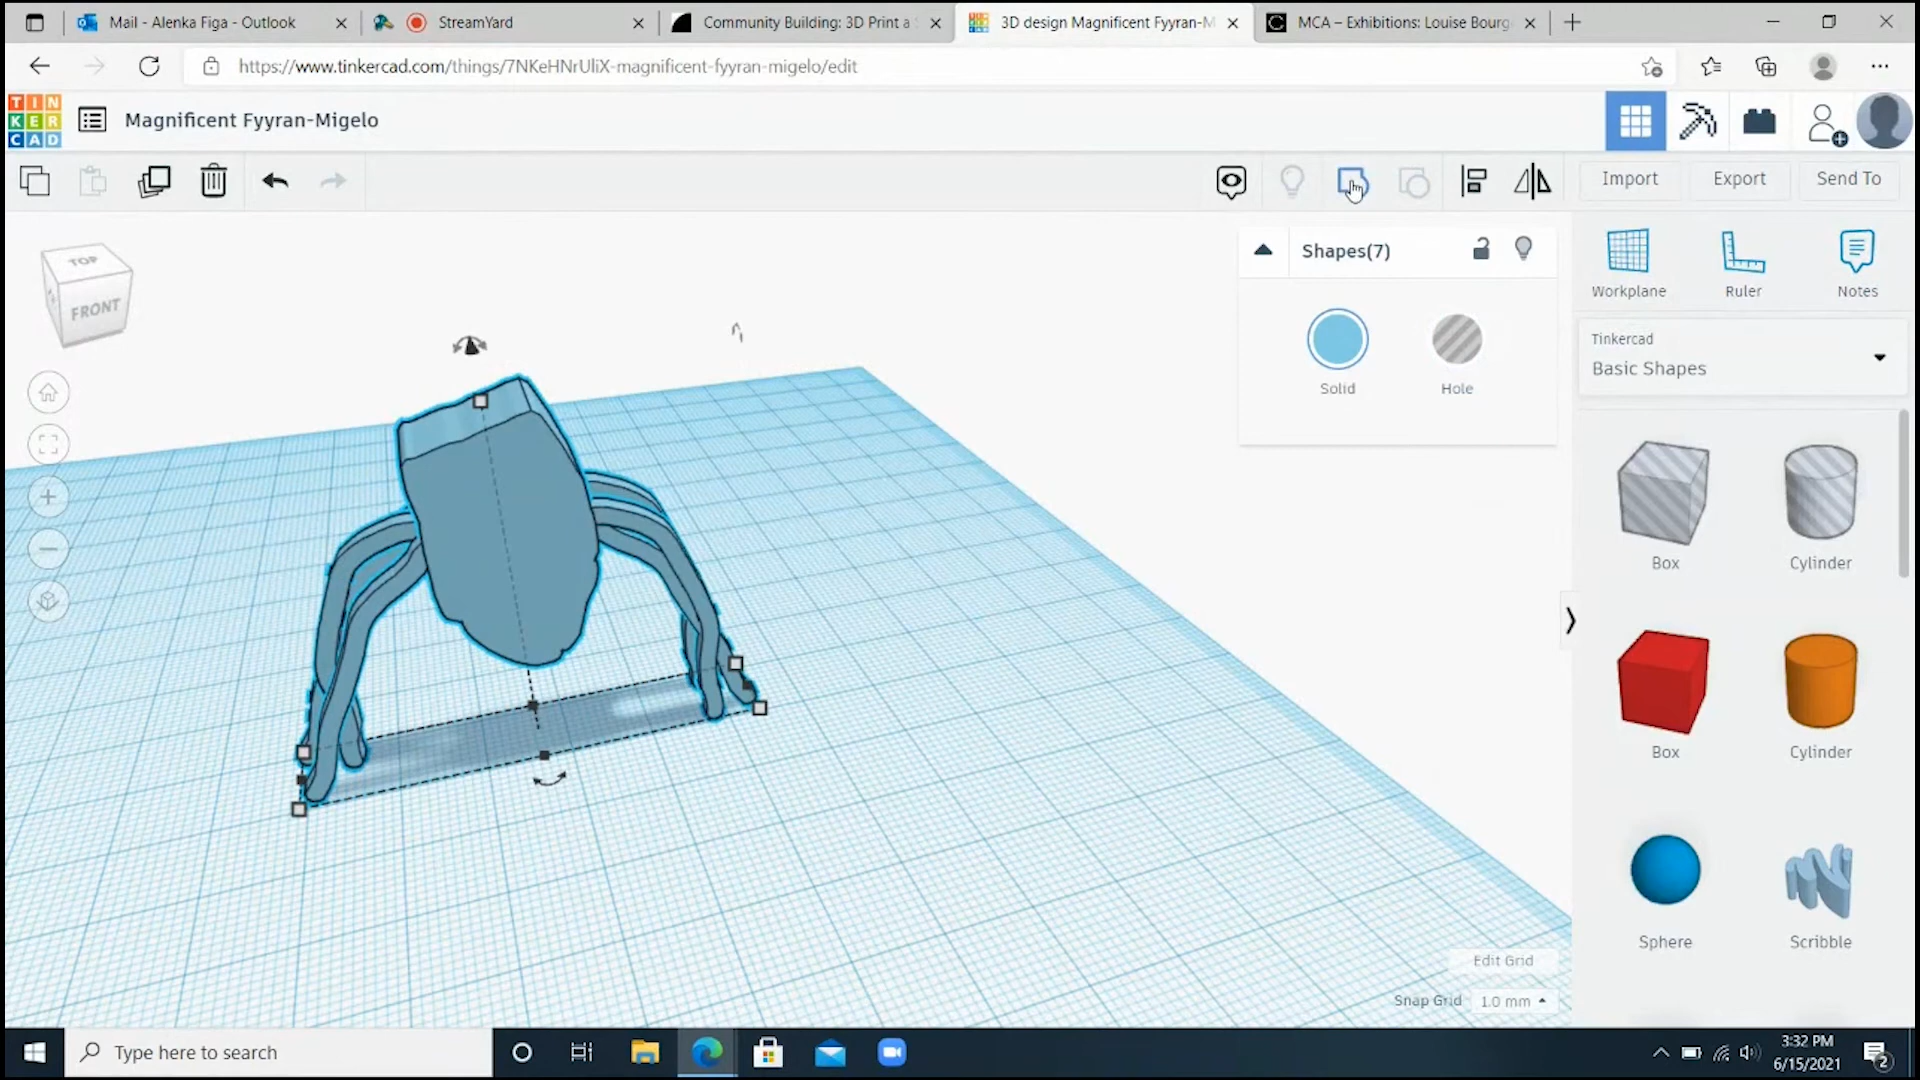 Mail - Alenka Figa - Outlook
StreamYard
Community Building: 3D Print a S
3D design Magnificent Fyyran-M
MCA – Exhibitions: Louise Bourg
https://www.tinkercad.com/things/7NKeHNrUliX-magnificent-fyyran-migelo/edit
TIN
KER
CAD
Magnificent Fyyran-Migelo
Import
Export
Send To
TOP
FRONT
Shapes(7)
Solid
Hole
Workplane
Ruler
Notes
Tinkercad
Basic Shapes
Box
Cylinder
Box
Cylinder
Sphere
Scribble
Edit Grid
Snap Grid 1.0 mm
Type here to search
3:32 PM
6/15/2021
2